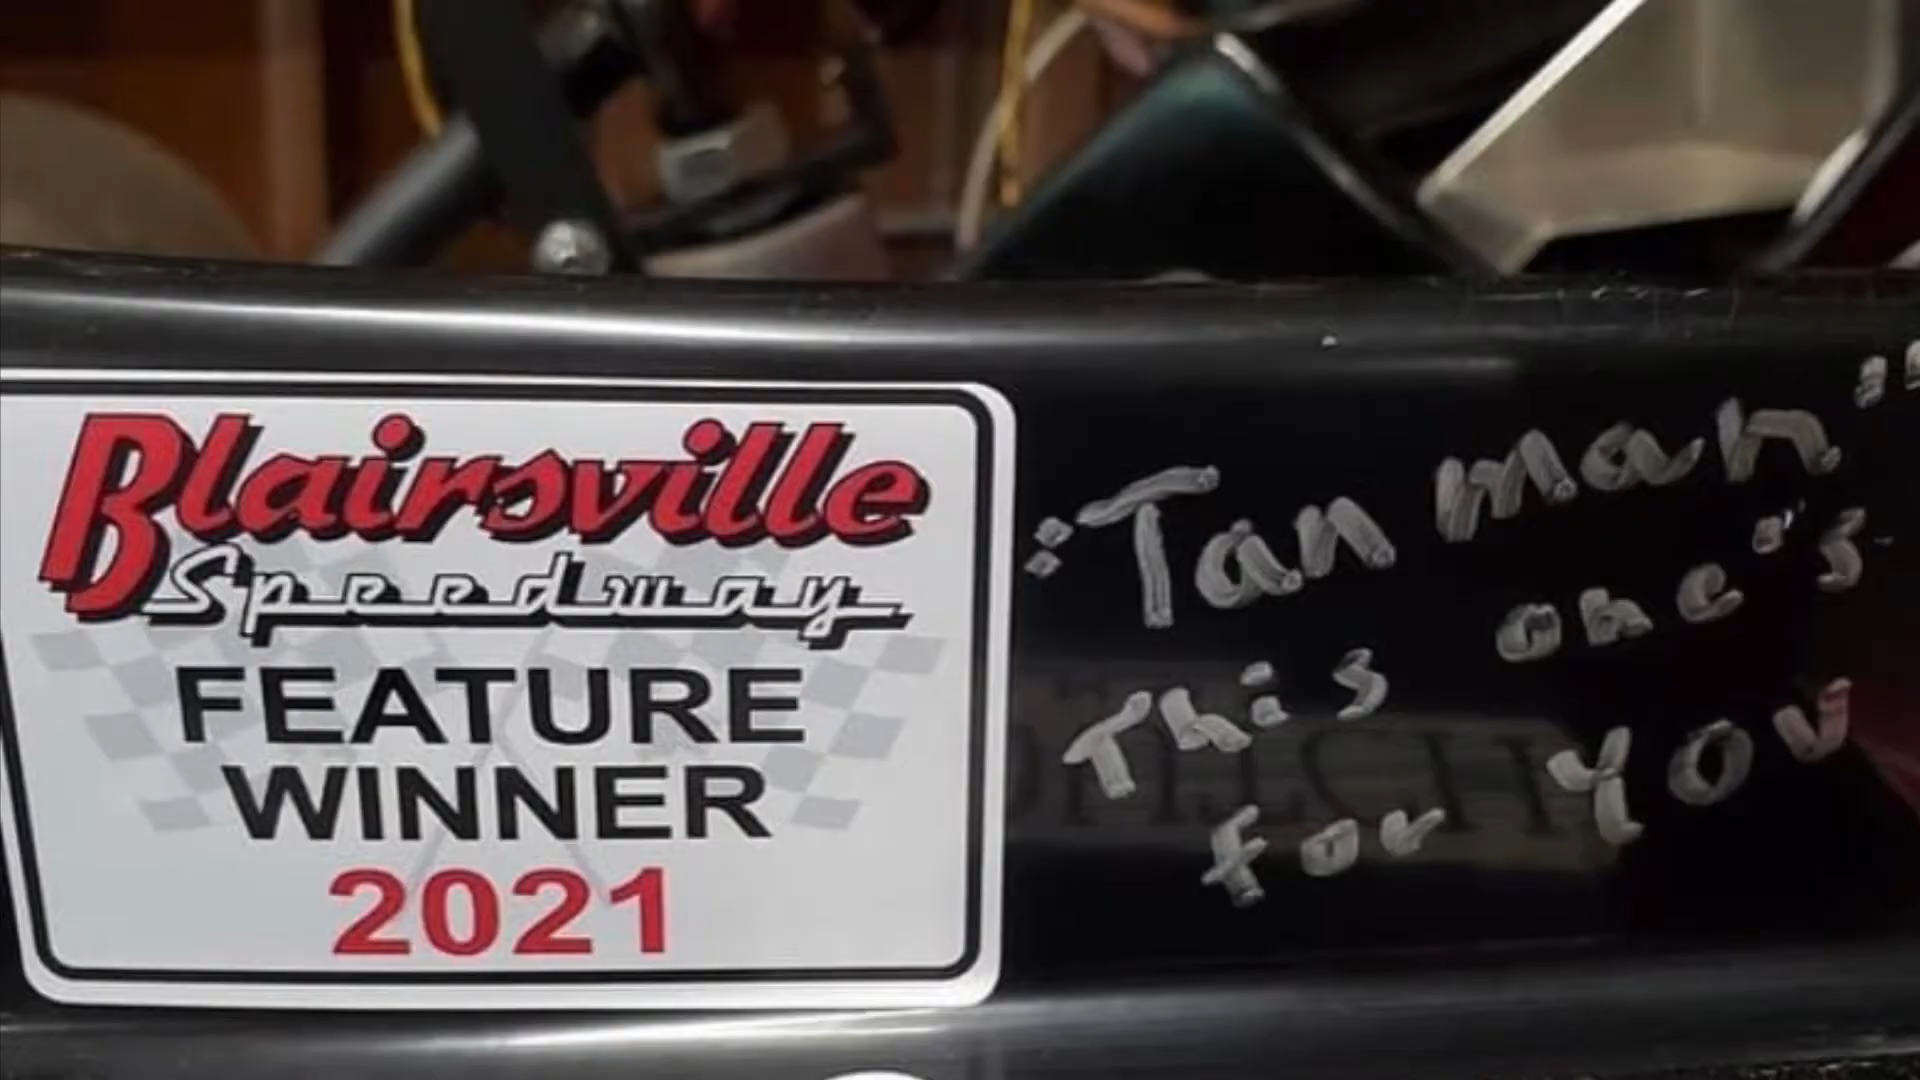 Blairsville
Speedway
FEATURE
WINNER
2021
"Tan man"
This one's
for you